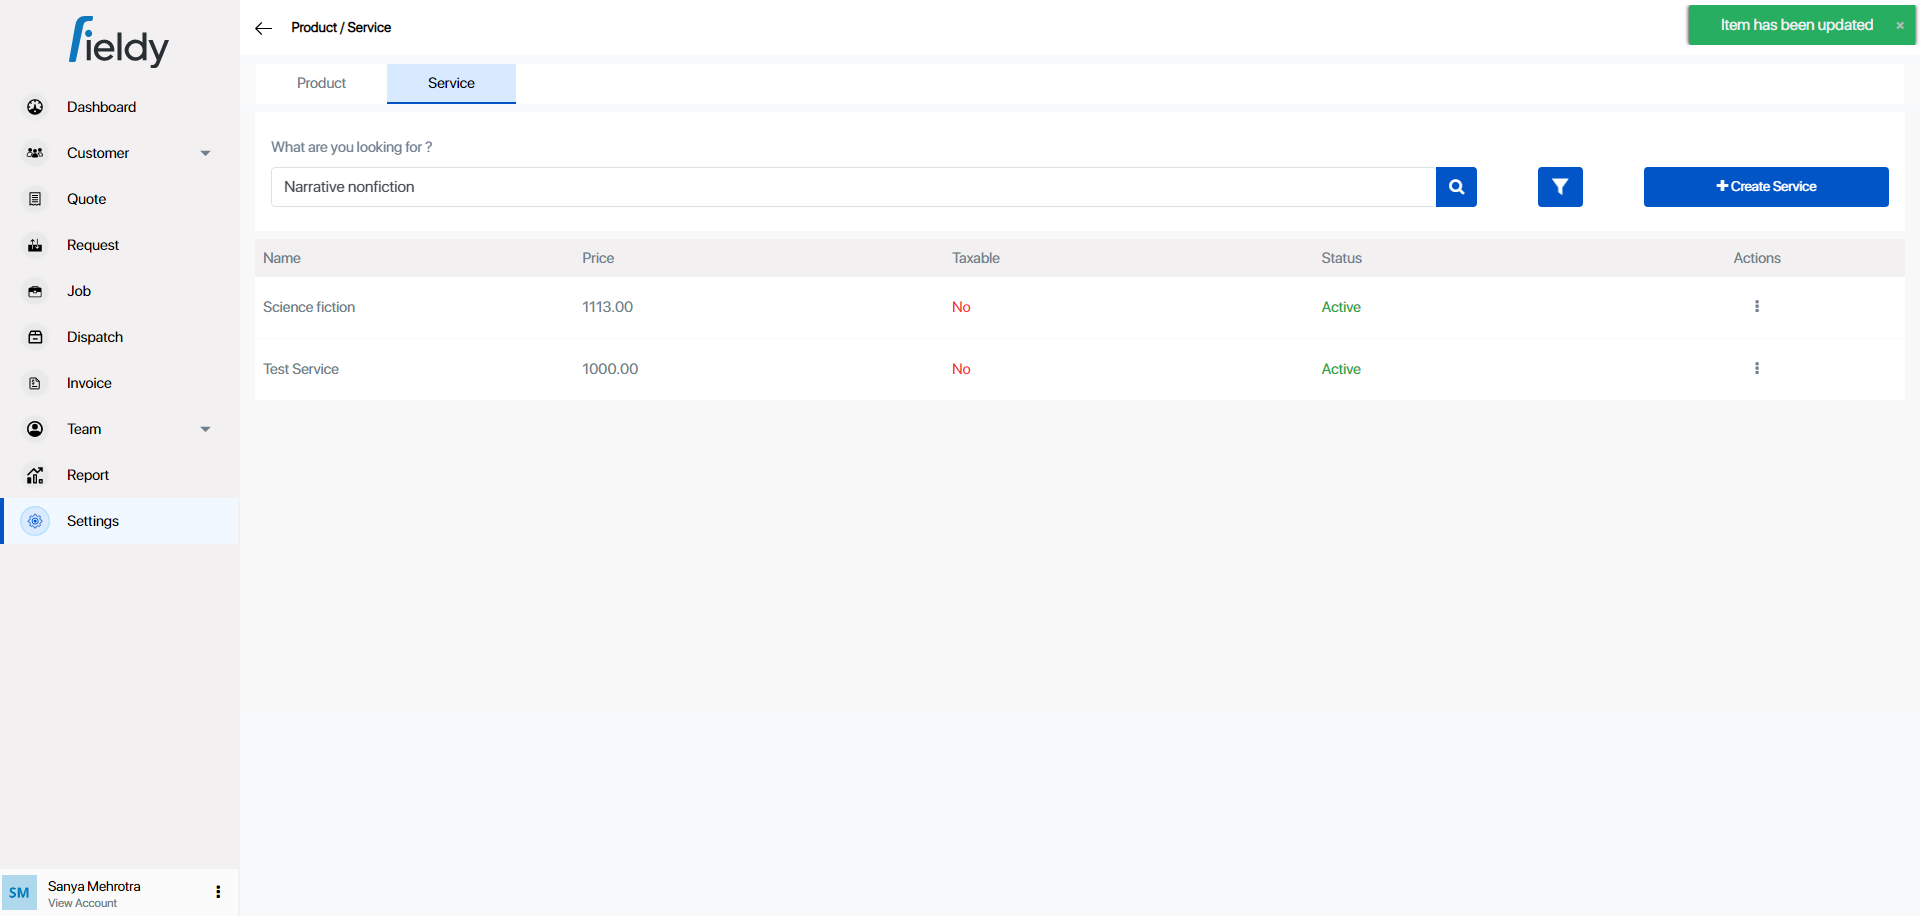 fieldy
Dashboard
Customer
Quote
Request
Job
Dispatch
Invoice
Team
Report
Settings
SM
Sanya Mehrotra
View Account
Product / Service
Item has been updated ×
Product Service
What are you looking for ?
Narrative nonfiction
+ Create Service
Name Price Taxable Status Actions
Science fiction 1113.00 No Active
Test Service 1000.00 No Active